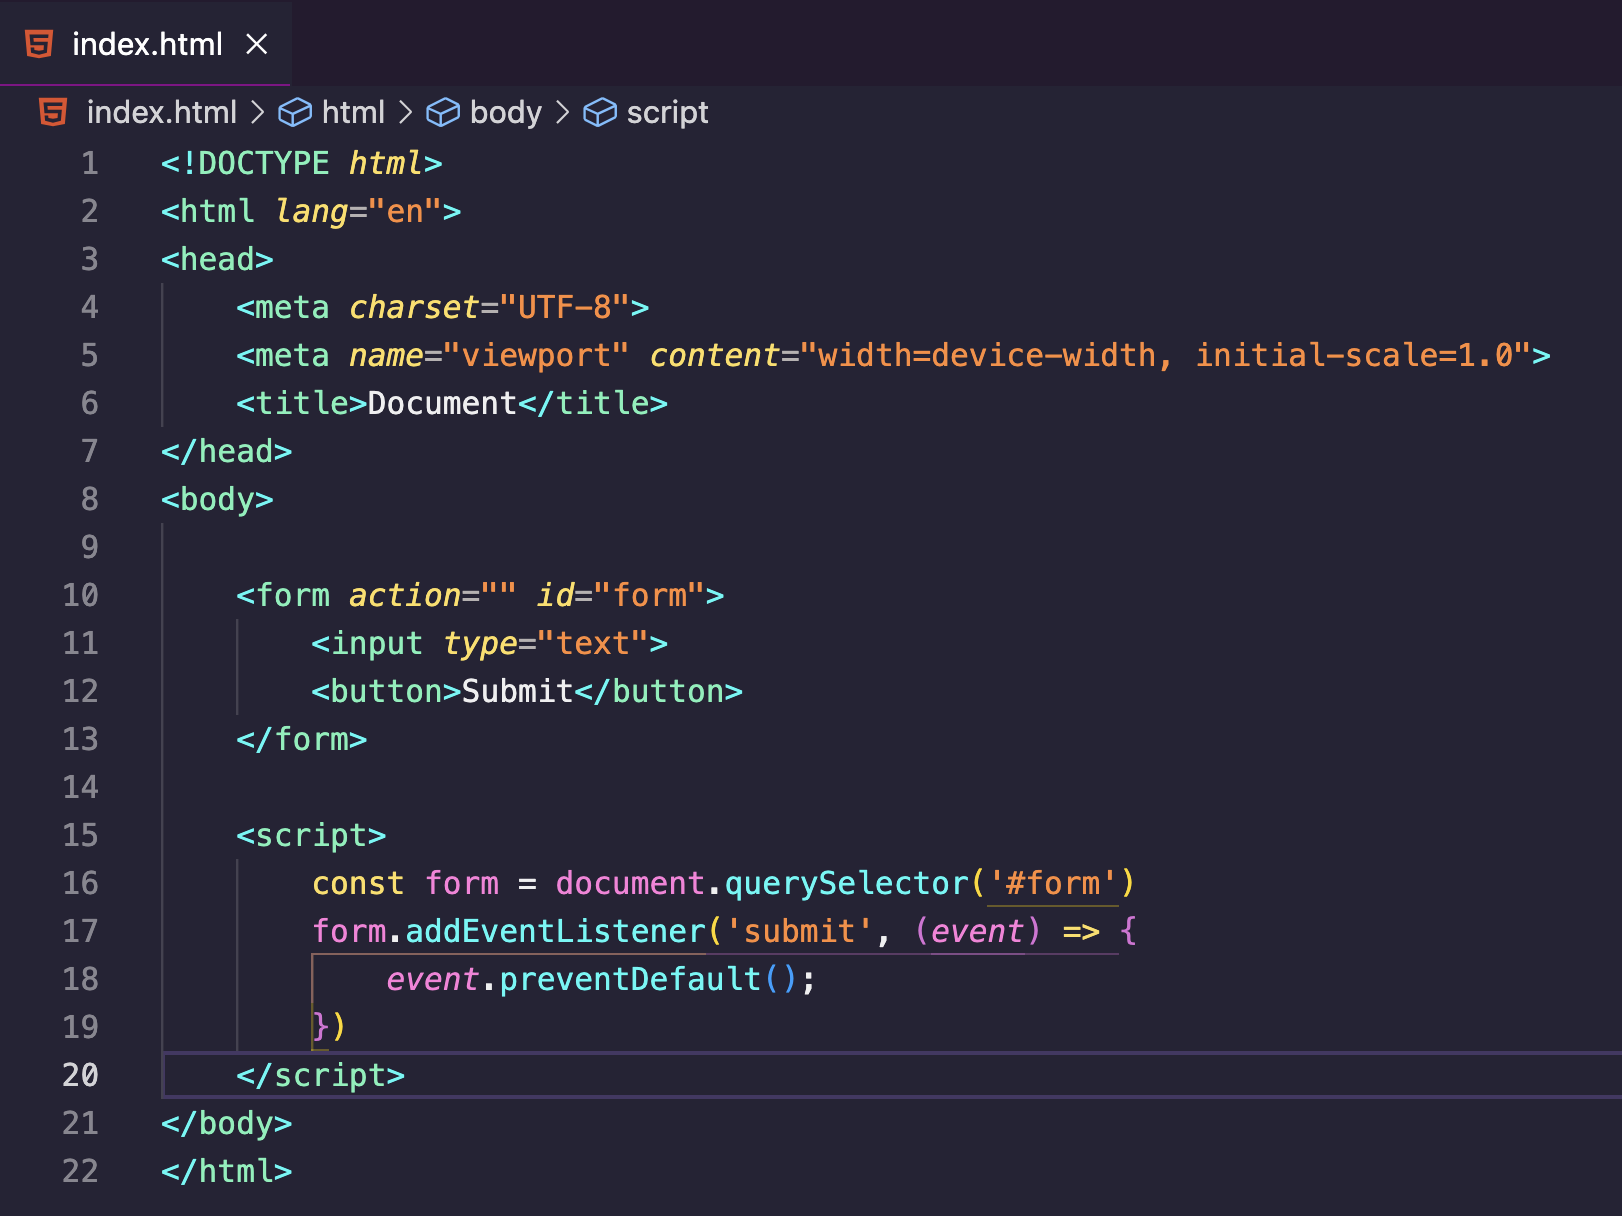 index.html
index.html > html > body > script
1 <!DOCTYPE html>
2 <html lang="en">
3 <head>
4     <meta charset="UTF-8">
5     <meta name="viewport" content="width=device-width, initial-scale=1.0">
6     <title>Document</title>
7 </head>
8 <body>
9
10     <form action="" id="form">
11         <input type="text">
12         <button>Submit</button>
13     </form>
14
15     <script>
16         const form = document.querySelector('#form')
17         form.addEventListener('submit', (event) => {
18             event.preventDefault();
19         })
20     </script>
21 </body>
22 </html>